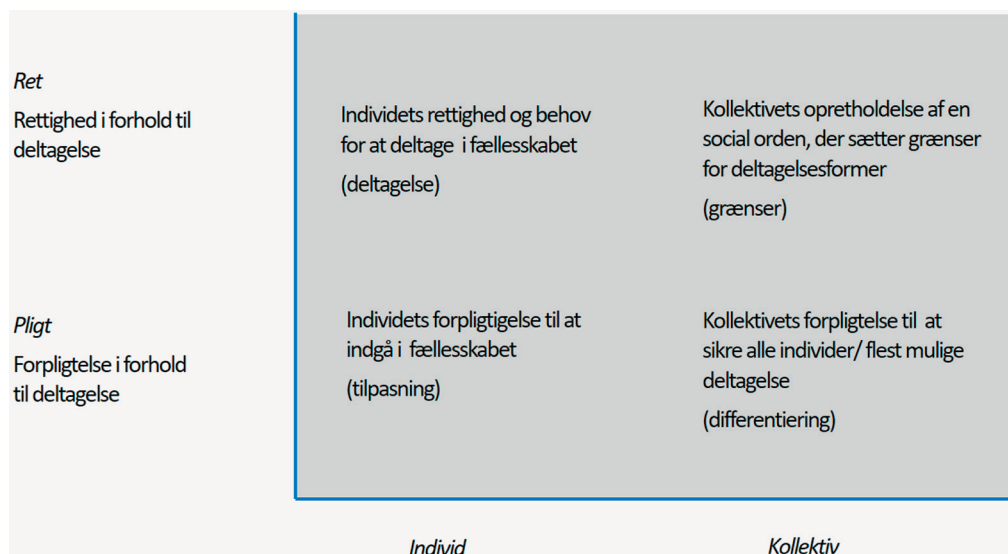 Ret
Rettighed i forhold til
deltagelse
Individets rettighed og behov
for at deltage i fællesskabet
(deltagelse)
Kollektivets opretholdelse af en
social orden, der sætter grænser
for deltagelsesformer
(grænser)
Pligt
Forpligtelse i forhold
til deltagelse
Individets forpligtigelse til at
indgå i fællesskabet
(tilpasning)
Kollektivets forpligtelse til at
sikre alle individer/ flest mulige
deltagelse
(differentiering)
Individ
Kollektiv